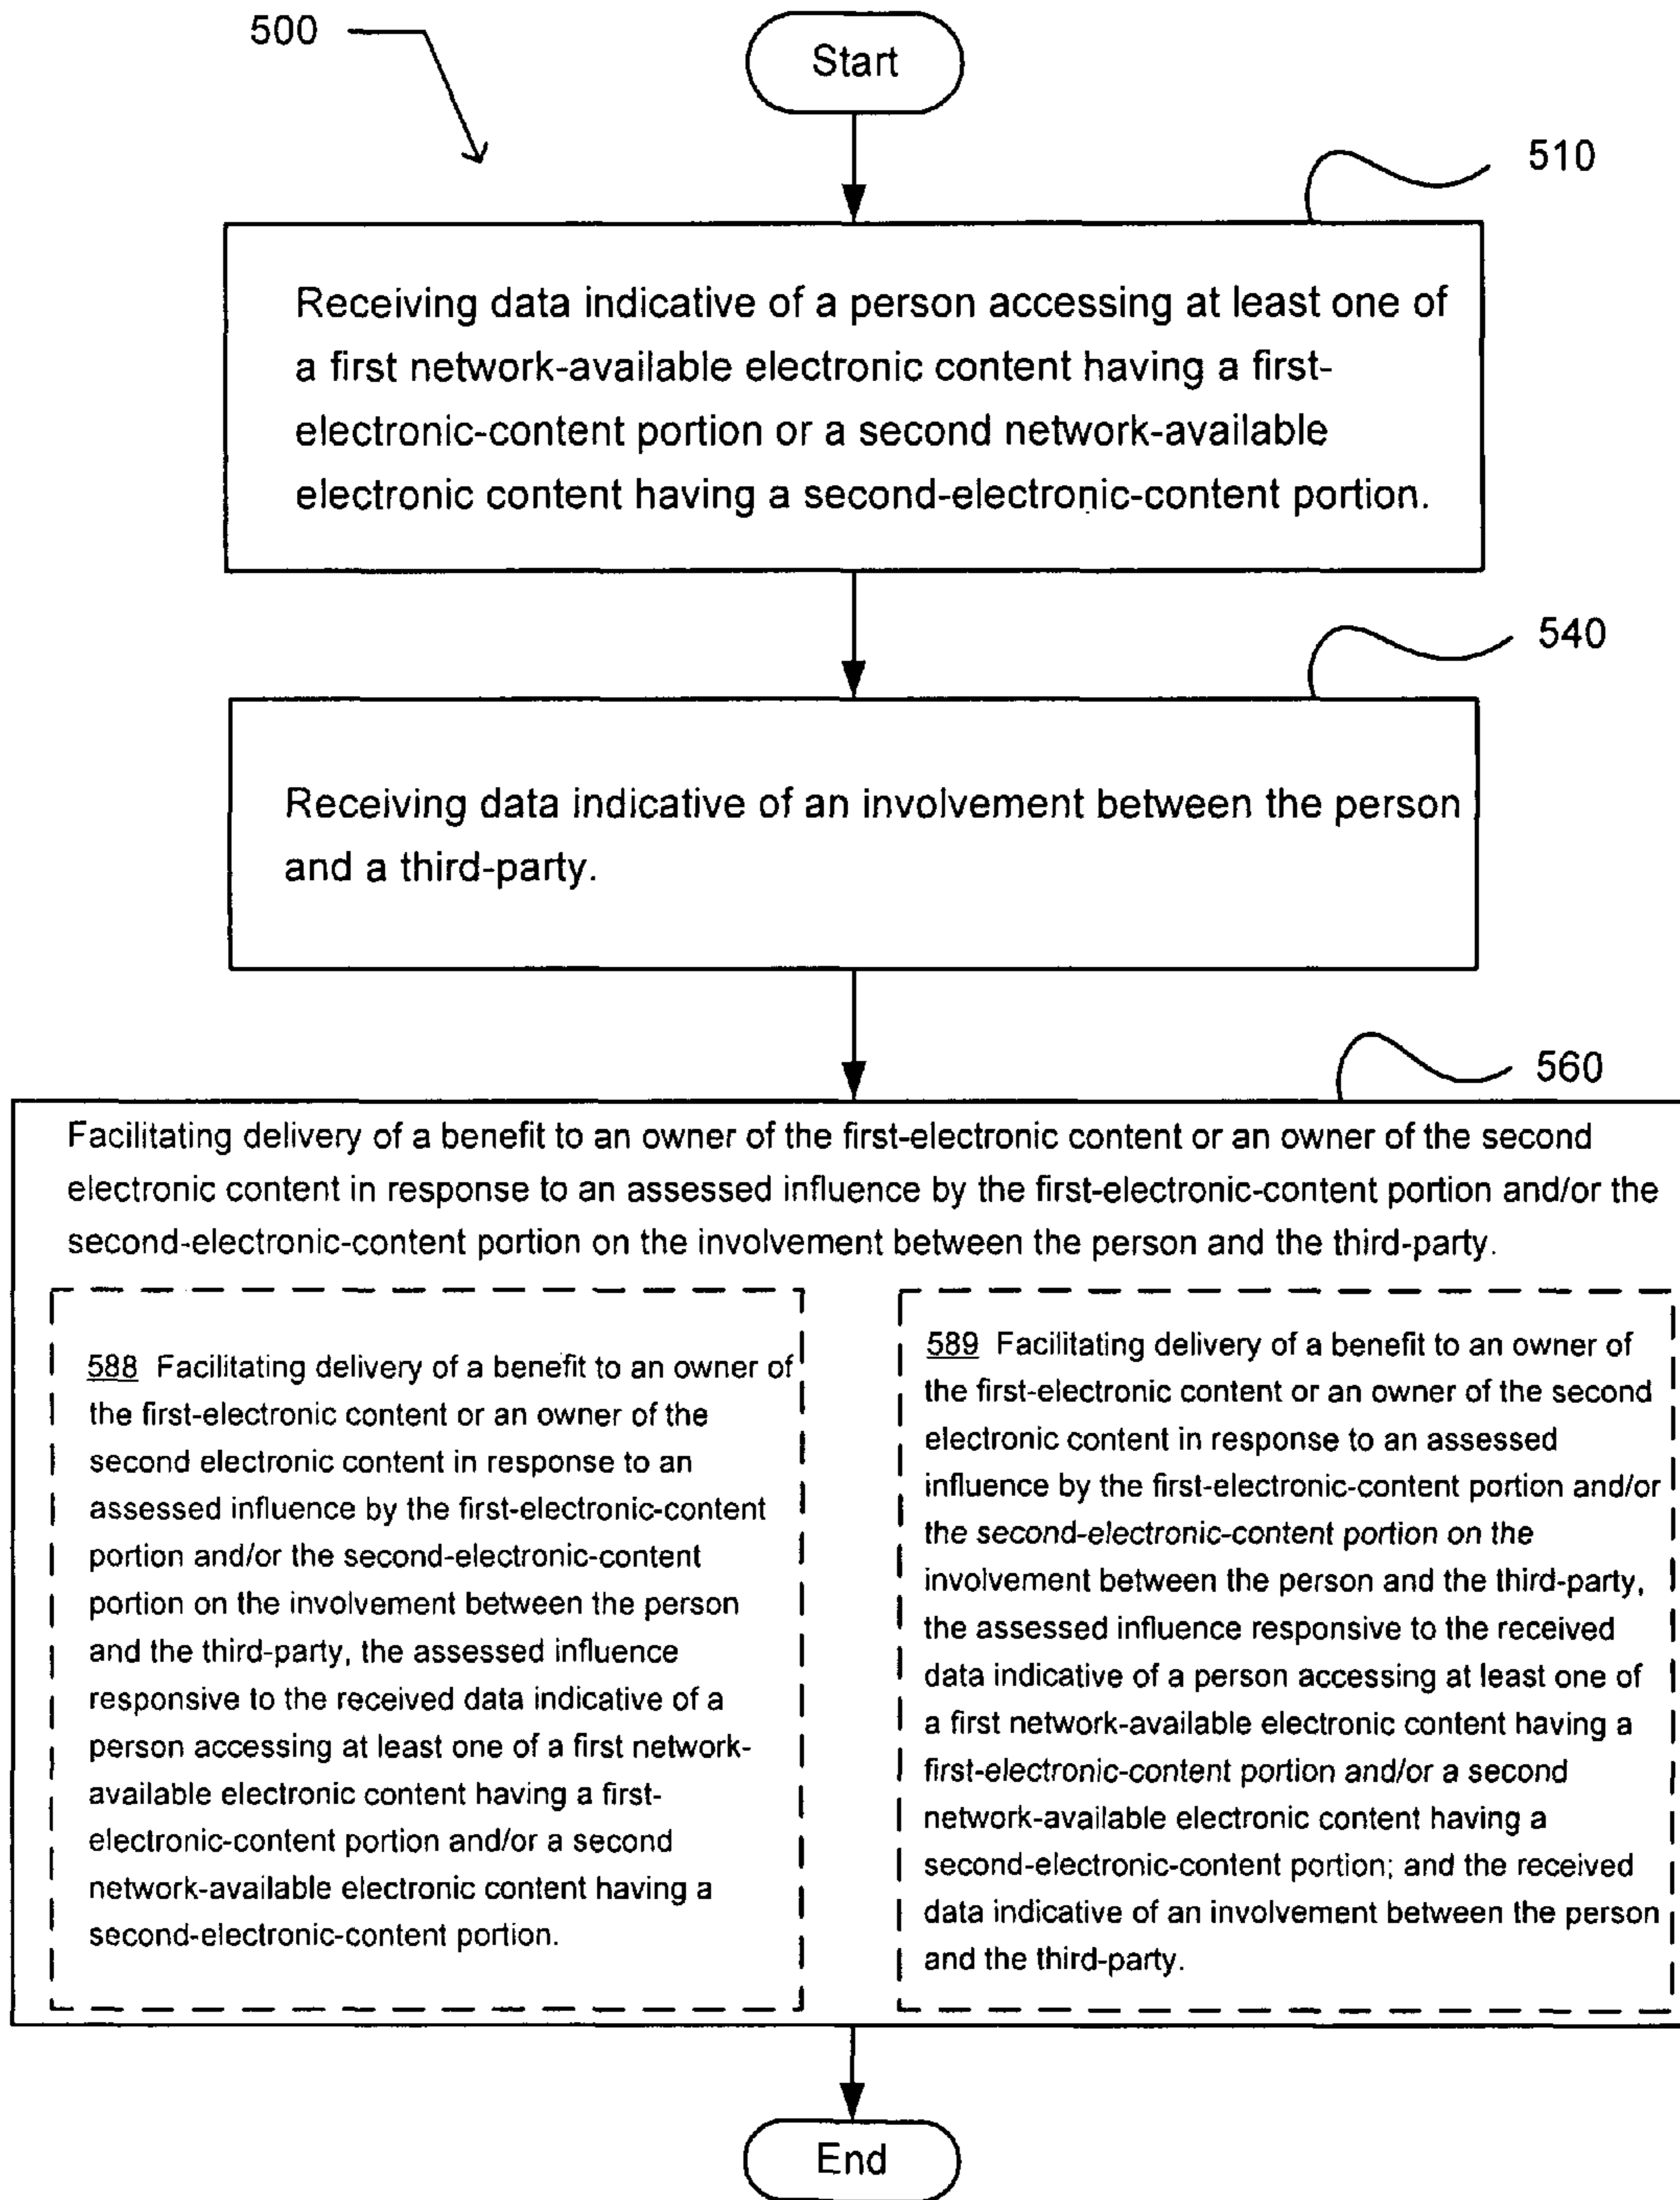 500
Start
510
Receiving data indicative of a person accessing at least one of
a first network-available electronic content having a first-
electronic-content portion or a second network-available
electronic content having a second-electronic-content portion.
540
Receiving data indicative of an involvement between the person
and a third-party.
560
Facilitating delivery of a benefit to an owner of the first-electronic content or an owner of the second
electronic content in response to an assessed influence by the first-electronic-content portion and/or the
second-electronic-content portion on the involvement between the person and the third-party.
588 Facilitating delivery of a benefit to an owner of
the first-electronic content or an owner of the
second electronic content in response to an
assessed influence by the first-electronic-content
portion and/or the second-electronic-content
portion on the involvement between the person
and the third-party, the assessed influence
responsive to the received data indicative of a
person accessing at least one of a first network-
available electronic content having a first-
electronic-content portion and/or a second
network-available electronic content having a
second-electronic-content portion.
589 Facilitating delivery of a benefit to an owner of
the first-electronic content or an owner of the second
electronic content in response to an assessed
influence by the first-electronic-content portion and/or
the second-electronic-content portion on the
involvement between the person and the third-party,
the assessed influence responsive to the received
data indicative of a person accessing at least one of
a first network-available electronic content having a
first-electronic-content portion and/or a second
network-available electronic content having a
second-electronic-content portion; and the received
data indicative of an involvement between the person
and the third-party.
End